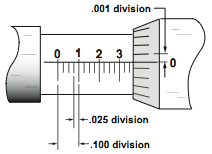 .001 division
0 1 2 3
0
.025 division
.100 division